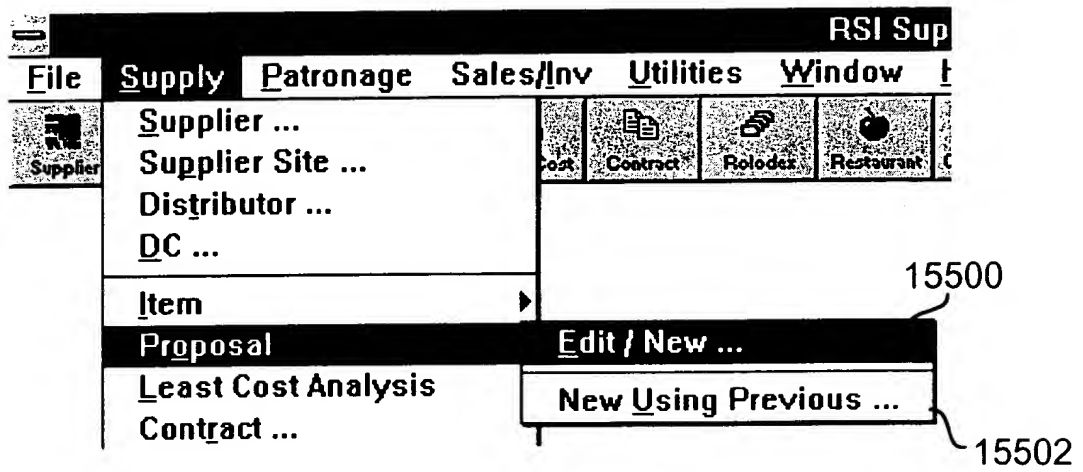 RSI Sup
File Supply Patronage Sales/Inv Utilities Window H
Supplier Cost Contract Rolodex Restaurant
Supplier ...
Supplier Site ...
Distributor ...
DC ...
Item
Proposal
Least Cost Analysis
Contract ...
15500
Edit / New ...
New Using Previous ...
15502